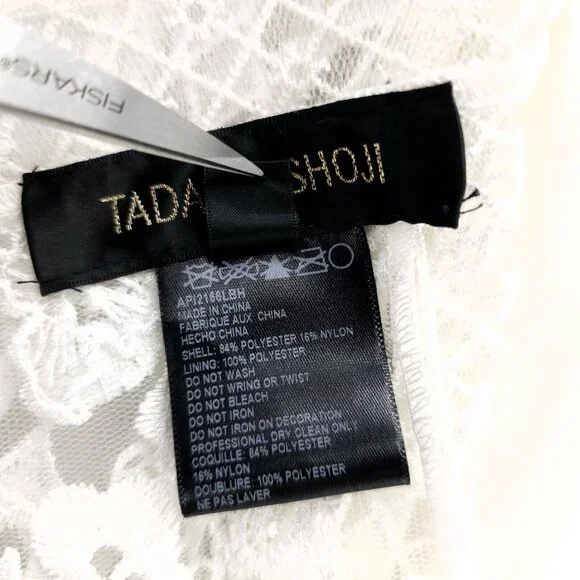 FISKARS®
TADA SHOJI
API2186LBH
MADE IN CHINA
FABRIQUE AUX CHINA
HECHO CHINA
SHELL: 84% POLYESTER 16% NYLON
LINING: 100% POLYESTER
DO NOT WASH
DO NOT WRING OR TWIST
DO NOT BLEACH
DO NOT IRON
DO NOT IRON ON DECORATION
PROFESSIONAL DRY CLEAN ONLY
COQUILLE: 84% POLYESTER
16% NYLON
DOUBLURE: 100% POLYESTER
NE PAS LAVER